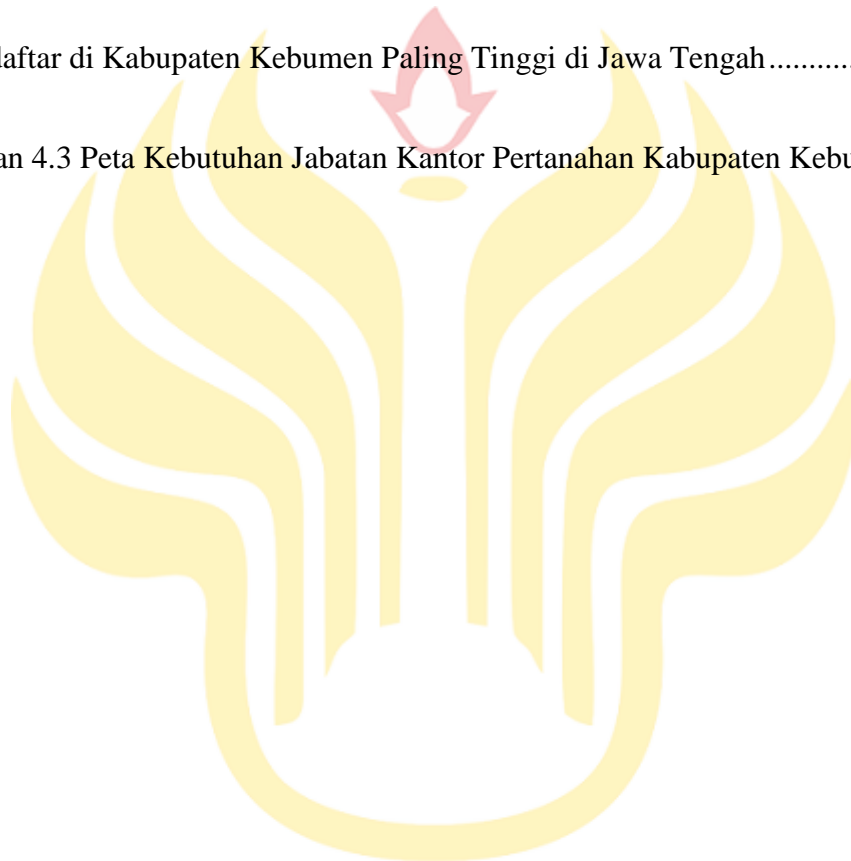 daftar di Kabupaten Kebumen Paling Tinggi di Jawa Tengah...........
an 4.3 Peta Kebutuhan Jabatan Kantor Pertanahan Kabupaten Kebu